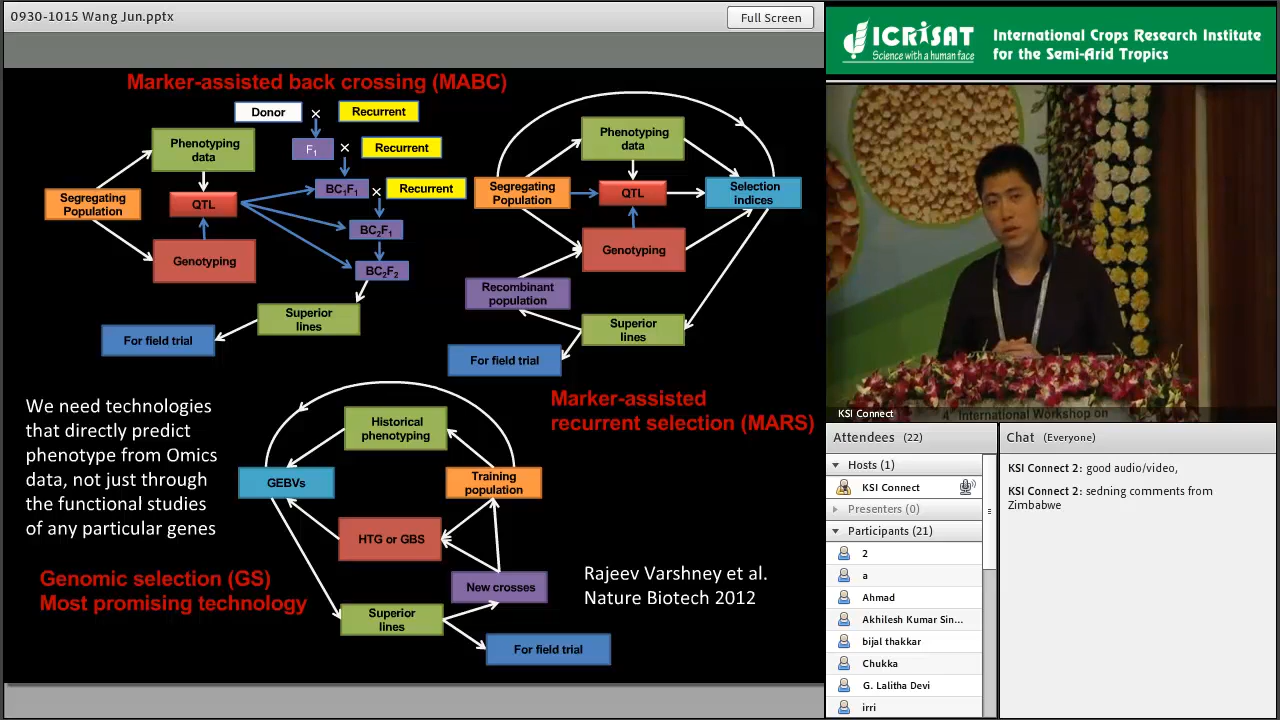 0930-1015 Wang Jun.pptx
Full Screen
Marker-assisted back crossing (MABC)
Donor
×
Recurrent
F1
×
Recurrent
BC1F1
×
Recurrent
BC2F1
BC2F2
Phenotyping
data
Segregating
Population
QTL
Genotyping
Superior
lines
For field trial
Phenotyping
data
Segregating
Population
QTL
Selection
indices
Genotyping
Recombinant
population
Superior
lines
For field trial
Marker-assisted
recurrent selection (MARS)
We need technologies
that directly predict
phenotype from Omics
data, not just through
the functional studies
of any particular genes
Historical
phenotyping
GEBVs
Training
population
HTG or GBS
New crosses
Superior
lines
For field trial
Genomic selection (GS)
Most promising technology
Rajeev Varshney et al.
Nature Biotech 2012
ICRISAT
Science with a human face
International Crops Research Institute
for the Semi-Arid Tropics
4 International Workshop on
KSI Connect
Attendees (22)
Hosts (1)
KSI Connect
Presenters (0)
Participants (21)
2
a
Ahmad
Akhilesh Kumar Sin...
bijal thakkar
Chukka
G. Lalitha Devi
irri
Chat (Everyone)
KSI Connect 2: good audio/video,
KSI Connect 2: sedning comments from
Zimbabwe